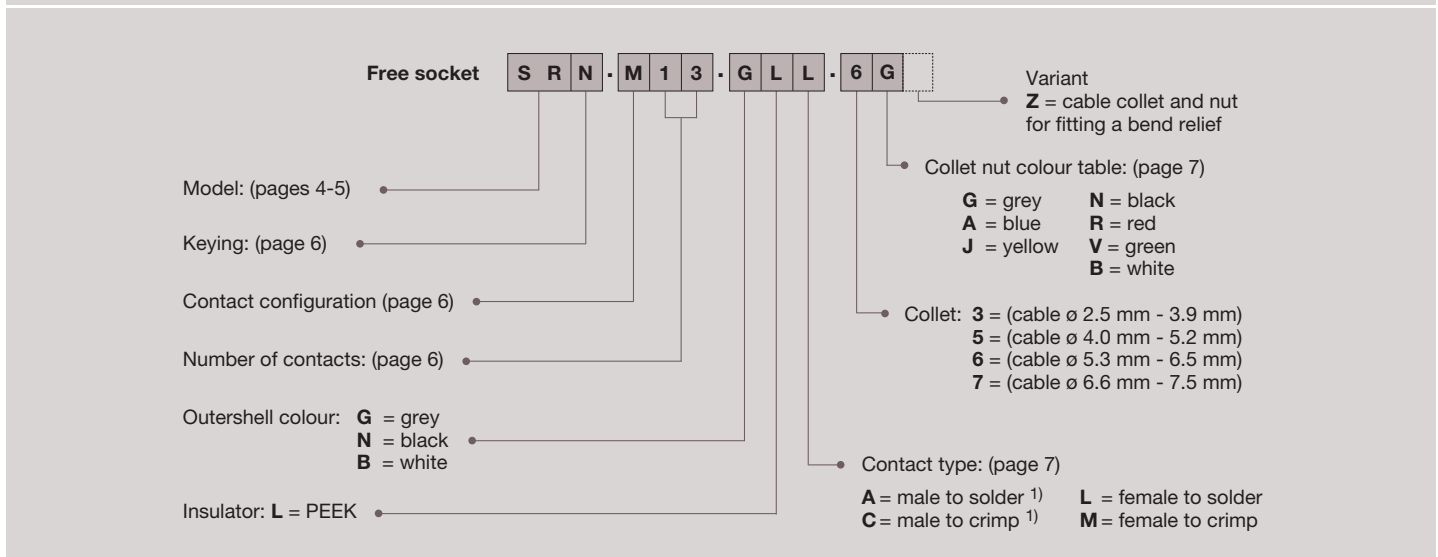 Free socket S R N . M 1 3 . G L L . 6 G
Variant
Z = cable collet and nut
for fitting a bend relief
Collet nut colour table: (page 7)
G = grey N = black
A = blue R = red
J = yellow V = green
B = white
Model: (pages 4-5)
Keying: (page 6)
Contact configuration (page 6)
Number of contacts: (page 6)
Collet: 3 = (cable ø 2.5 mm - 3.9 mm)
5 = (cable ø 4.0 mm - 5.2 mm)
6 = (cable ø 5.3 mm - 6.5 mm)
7 = (cable ø 6.6 mm - 7.5 mm)
Outershell colour: G = grey
N = black
B = white
Insulator: L = PEEK
Contact type: (page 7)
A = male to solder 1) L = female to solder
C = male to crimp 1) M = female to crimp